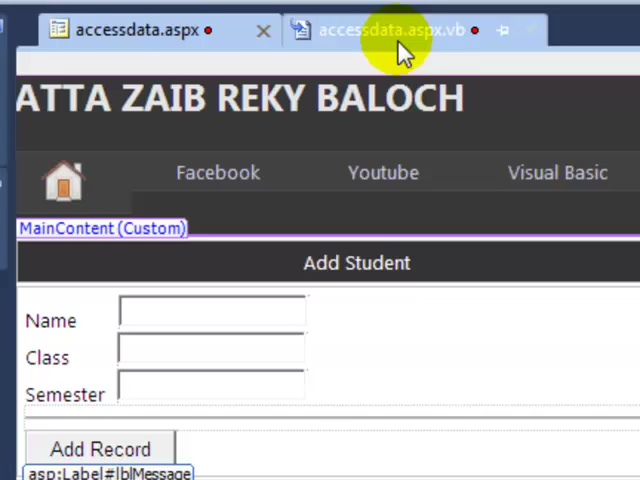 accessdata.aspx accessdata.aspx.vb
ATTA ZAIB REKY BALOCH
Facebook Youtube Visual Basic
MainContent (Custom)
Add Student
Name
Class
Semester
Add Record
asp:Label#lblMessage